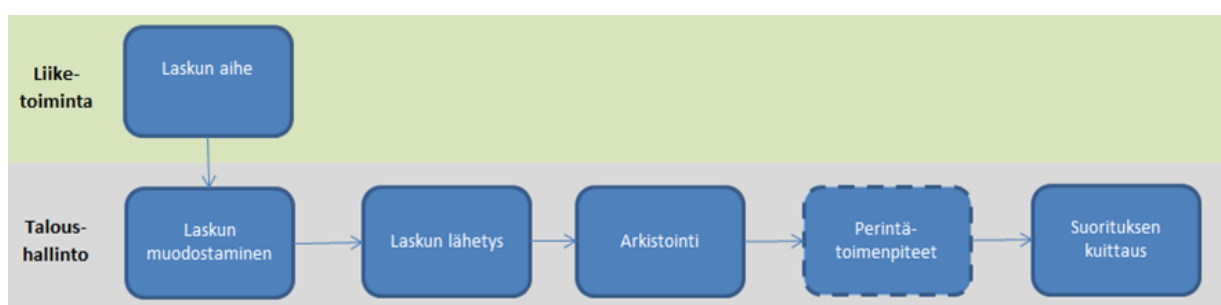 Liike-
toiminta
Laskun aihe
Talous-
hallinto
Laskun
muodostaminen
Laskun lähetys
Arkistointi
Perintä-
toimenpiteet
Suorituksen
kuittaus